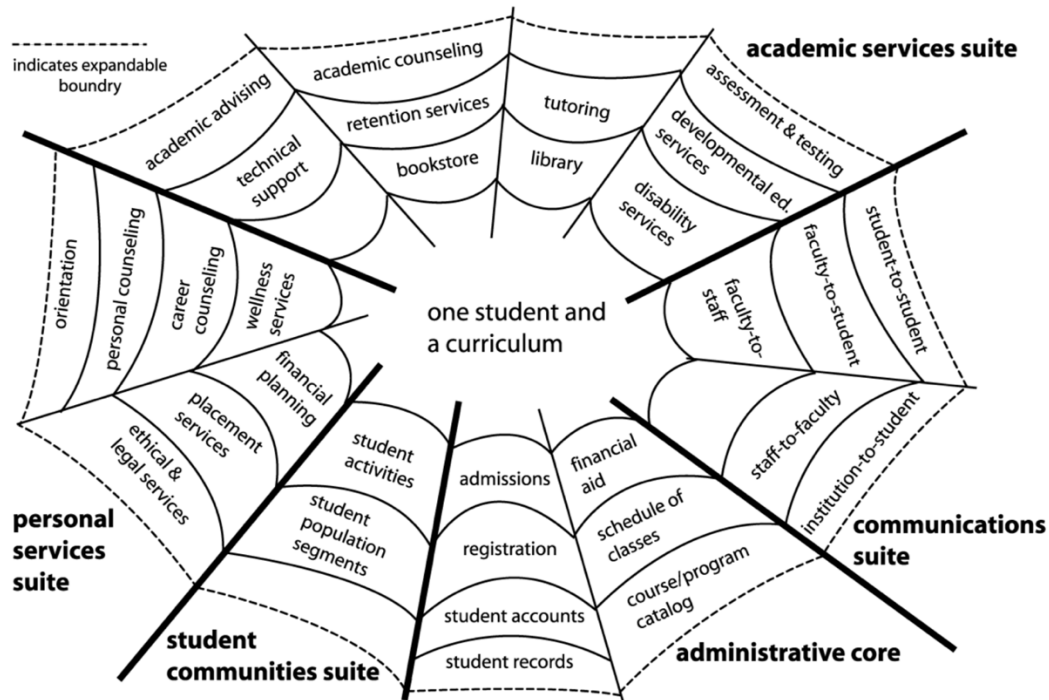 indicates expandable
boundry
academic services suite
academic advising
technical
support
academic counseling
retention services
bookstore
tutoring
library
assessment & testing
developmental ed.
services
disability
services
orientation
personal counseling
career
counseling
wellness
services
financial
planning
placement
services
ethical &
legal services
one student and
a curriculum
faculty-to-
staff
faculty-to-student
student-to-student
staff-to-faculty
institution-to-student
student
activities
student
population
segments
admissions
registration
student accounts
student records
financial
aid
schedule of
classes
course/program
catalog
personal
services
suite
student
communities suite
administrative core
communications
suite